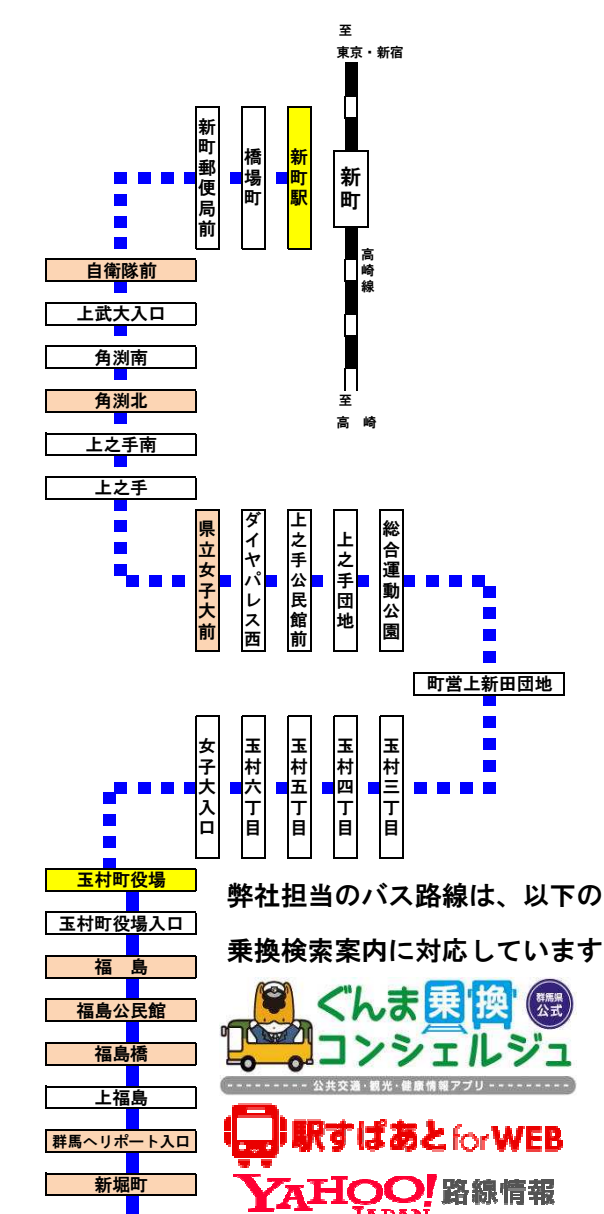 至
東京・新宿
新町
高崎線
至
高　崎
新町駅
橋場町
新町郵便局前
自衛隊前
上武大入口
角渕南
角渕北
上之手南
上之手
県立女子大前
ダイヤパレス西
上之手公民館前
上之手団地
総合運動公園
町営上新田団地
玉村三丁目
玉村四丁目
玉村五丁目
玉村六丁目
女子大入口
玉村町役場
玉村町役場入口
福　島
福島公民館
福島橋
上福島
群馬ヘリポート入口
新堀町
弊社担当のバス路線は、以下の
乗換検索案内に対応しています
ぐんま乗換
コンシェルジュ
群馬県
公式
公共交通・観光・健康情報アプリ
駅すぱあと for WEB
YAHOO! 路線情報
JAPAN